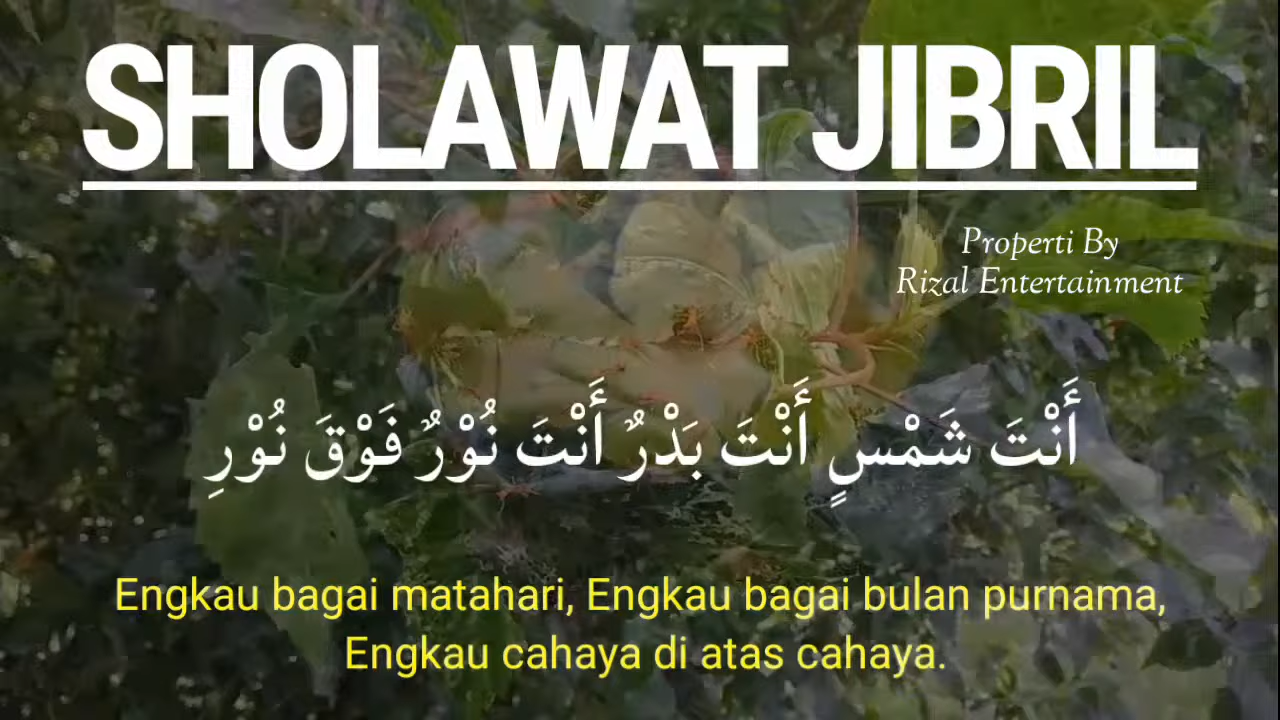 SHOLAWAT JIBRIL
Properti By
Rizal Entertainment
أَنْتَ شَمْسٍ أَنْتَ بَدْرٌ أَنْتَ نُوْرٌ فَوْقَ نُوْرِ
Engkau bagai matahari, Engkau bagai bulan purnama,
Engkau cahaya di atas cahaya.